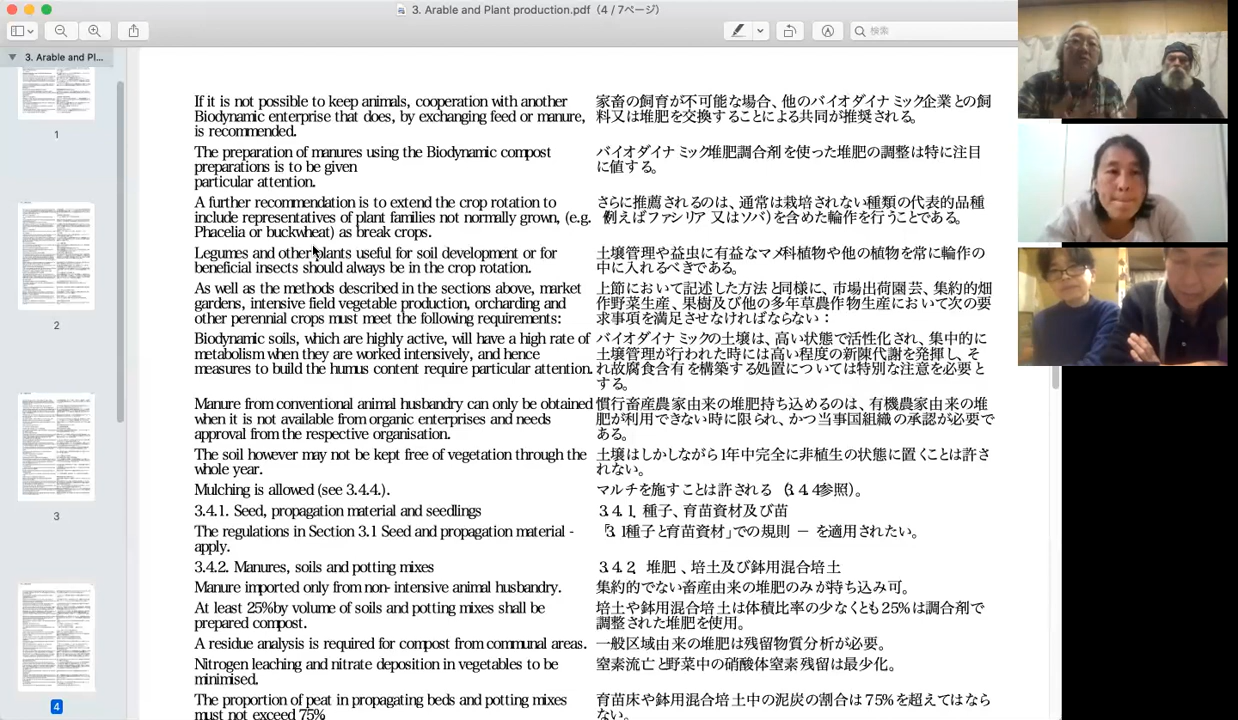 3. Arable and Plant production.pdf (4 / 7ページ)
検索
3. Arable and Pl...
1
2
3
4
If it is not possible to keep animals, cooperation with another
Biodynamic enterprise that does, by exchanging feed or manure,
is recommended.
The preparation of manures using the Biodynamic compost
preparations is to be given
particular attention.
A further recommendation is to extend the crop rotation to
include representatives of plant families not normally grown, (e.g.
Phacelia or buckwheat) as break crops.
Legumes and other plants useful for soil development or for
beneficial insects should always be in the crop rotation.
As well as the methods described in the sections above, market
gardens, intensive field vegetable production, orcharding and
other perennial crops must meet the following requirements:
Biodynamic soils, which are highly active, will have a high rate of
metabolism when they are worked intensively, and hence
measures to build the humus content require particular attention.
Manure from conventional animal husbandry can only be obtained
when it is not available from organic enterprises and needs
approval from the respective organisation.
The soil however may not be kept free of vegetation through the
whole year.
Mulching is allowed (see 3.4.4.).
3.4.1. Seed, propagation material and seedlings
The regulations in Section 3.1 Seed and propagation material -
apply.
3.4.2. Manures, soils and potting mixes
Manure imported only from non- intensive animal husbandry.
At least 25%by volume of soils and potting mixes shall be
prepared compost.
Material analysis is required for compost from communal areas.
Nitrogen leaching and nitrate deposition in vegetables to be
minimised.
The proportion of peat in propagating beds and potting mixes
must not exceed 75%
家畜の飼育が不可能な場合、他のバイオダイナミック企業との飼
料又は堆肥を交換することによる共同が推奨される。
バイオダイナミック堆肥調合剤を使った堆肥の調整は特に注目
に値する。
さらに推薦されるのは、通常は栽培されない種類の代表的品種
(例えばファシリア 又はソバ)を含めた輪作を行うことである。
土壌管理や益虫に有益なマメ科植物や他の植物を常に輪作の
中に入れるべきである。
上節において記述した方法と同様に、市場出荷園芸、集約的畑
作野菜生産、果樹及び他の多年草農作物生産において次の要
求事項を満足させなければならない：
バイオダイナミックの土壌は、高い状態で活性化され、集中的に
土壌管理が行われた時には高い程度の新陳代謝を発揮し、そ
れ故腐食含有を構築する処置については特別な注意を必要と
する。
慣行畜産農家由来の堆肥持ち込めるのは、有機農家由来の堆
肥が利用できない時に限られ、かつ当事国組織の承認が必要で
ある。
土壌はしかしながら1年中完全に非植生の状態に置くことは許さ
れない。
マルチを施すことは許される (3.4.4参照)。
3.4.1. 種子、育苗資材及び苗
「3.1種子と育苗資材」での規則 － を適用されたい。
3.4.2. 堆肥、培土及び鉢用混合培土
集約的でない畜産由来の堆肥のみが持ち込み可。
培土や鉢用混合培土は体積比率の少なくとも25%は調合剤で
調整された堆肥を使用。
一般区域由来の堆肥には物質分析が必要。
窒素流亡と野菜中の硝酸体窒素残留は最少化。
育苗床や鉢用混合培土中の泥炭の割合は75%を超えてはなら
ない。